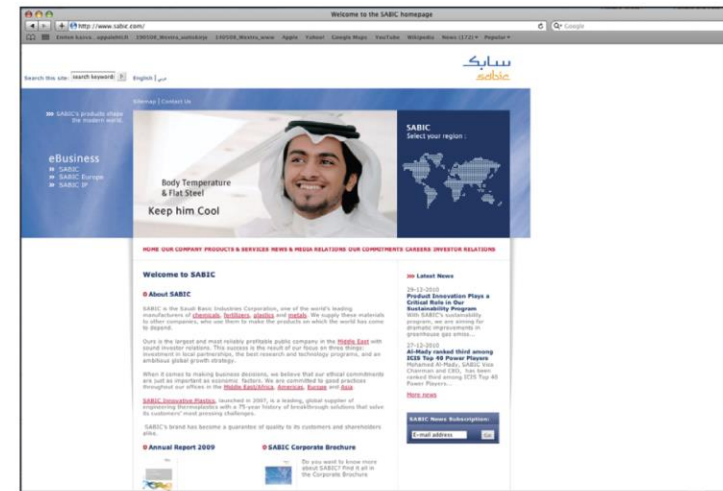 Welcome to the SABIC homepage
http://www.sabic.com/
Google
Apple Yahoo! Google Maps YouTube Wikipedia News (172) Popular
سابك
sabic
Search this site: search keywords English | عربي
Sitemap | Contact Us
SABIC's products shape
the modern world.
eBusiness
SABIC
SABIC Europe
SABIC IP
Body Temperature
& Flat Steel
Keep him Cool
SABIC
Select your region :
HOME OUR COMPANY PRODUCTS & SERVICES NEWS & MEDIA RELATIONS OUR COMMITMENTS CAREERS INVESTOR RELATIONS
Welcome to SABIC
About SABIC
SABIC is the Saudi Basic Industries Corporation, one of the world's leading
manufacturers of chemicals, fertilizers, plastics and metals. We supply these materials
to other companies, who use them to make the products on which the world has come
to depend.
Ours is the largest and most reliably profitable public company in the Middle East with
sound investor relations. This success is the result of our focus on three things:
investment in local partnerships, the best research and technology programs, and an
ambitious global growth strategy.
When it comes to making business decisions, we believe that our ethical commitments
are just as important as economic factors. We are committed to good practices
throughout our offices in the Middle East/Africa, Americas, Europe and Asia.
SABIC Innovative Plastics, launched in 2007, is a leading, global supplier of
engineering thermoplastics with a 75-year history of breakthrough solutions that solve
its customers' most pressing challenges.
SABIC's brand has become a guarantee of quality to its customers and shareholders
alike.
Annual Report 2009
SABIC Corporate Brochure
Do you want to know more
about SABIC? Find it all in
the Corporate Brochure
Latest News
29-12-2010
Product Innovation Plays a
Critical Role in Our
Sustainability Program
With SABIC's sustainability
program, we are aiming for
dramatic improvements in
greenhouse gas emiss...
27-12-2010
Al-Mady ranked third among
ICIS Top 40 Power Players
Mohamed Al-Mady, SABIC Vice
Chairman and CEO, has been
ranked third among ICIS Top 40
Power Players...
More news
SABIC News Subscription:
E-mail address Go